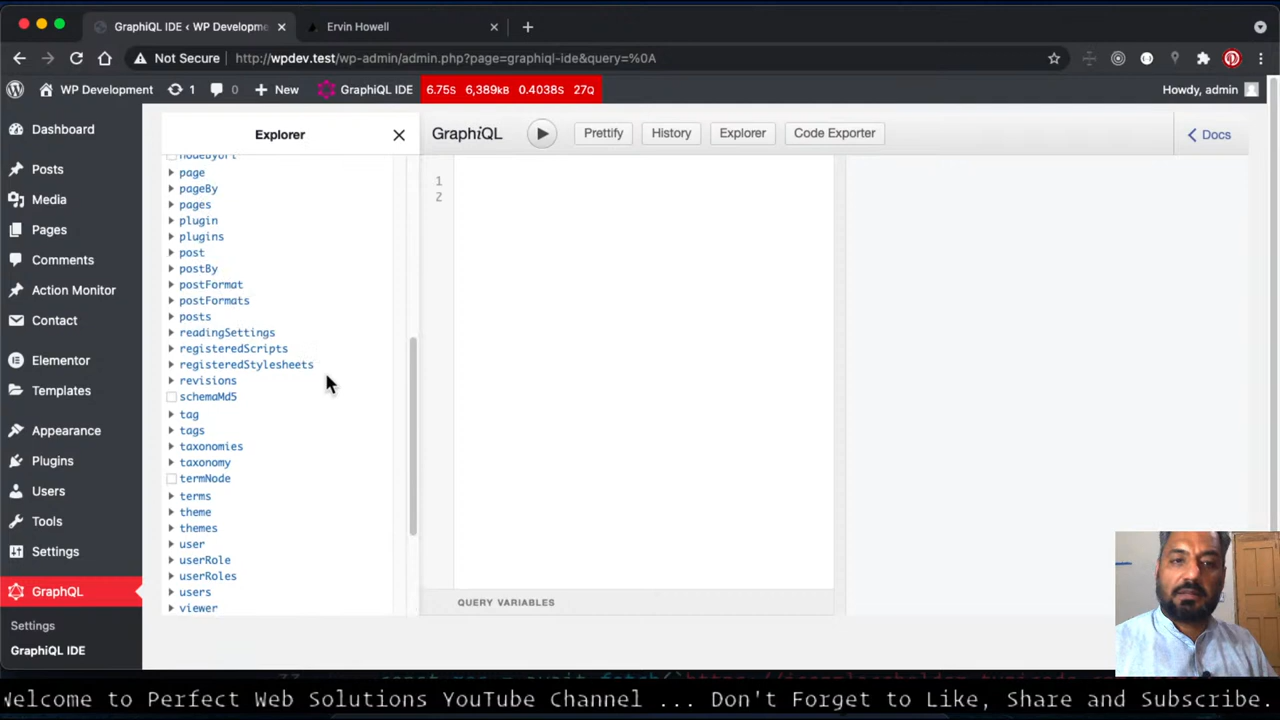 GraphiQL IDE ‹ WP Developme
Ervin Howell
Not Secure
http://wpdev.test/wp-admin/admin.php?page=graphiql-ide&query=%0A
WP Development
1
0
New
GraphiQL IDE
6.75S 6,389KB 0.4038S 27Q
Howdy, admin
Dashboard
Posts
Media
Pages
Comments
Action Monitor
Contact
Elementor
Templates
Appearance
Plugins
Users
Tools
Settings
GraphQL
Settings
GraphiQL IDE
Explorer
nodeByUri
page
pageBy
pages
plugin
plugins
post
postBy
postFormat
postFormats
posts
readingSettings
registeredScripts
registeredStylesheets
revisions
schemaMd5
tag
tags
taxonomies
taxonomy
termNode
terms
theme
themes
user
userRole
userRoles
users
viewer
GraphiQL
Prettify
History
Explorer
Code Exporter
Docs
1
2
QUERY VARIABLES
Welcome to Perfect Web Solutions YouTube Channel ... Don't Forget to Like, Share and Subscribe.